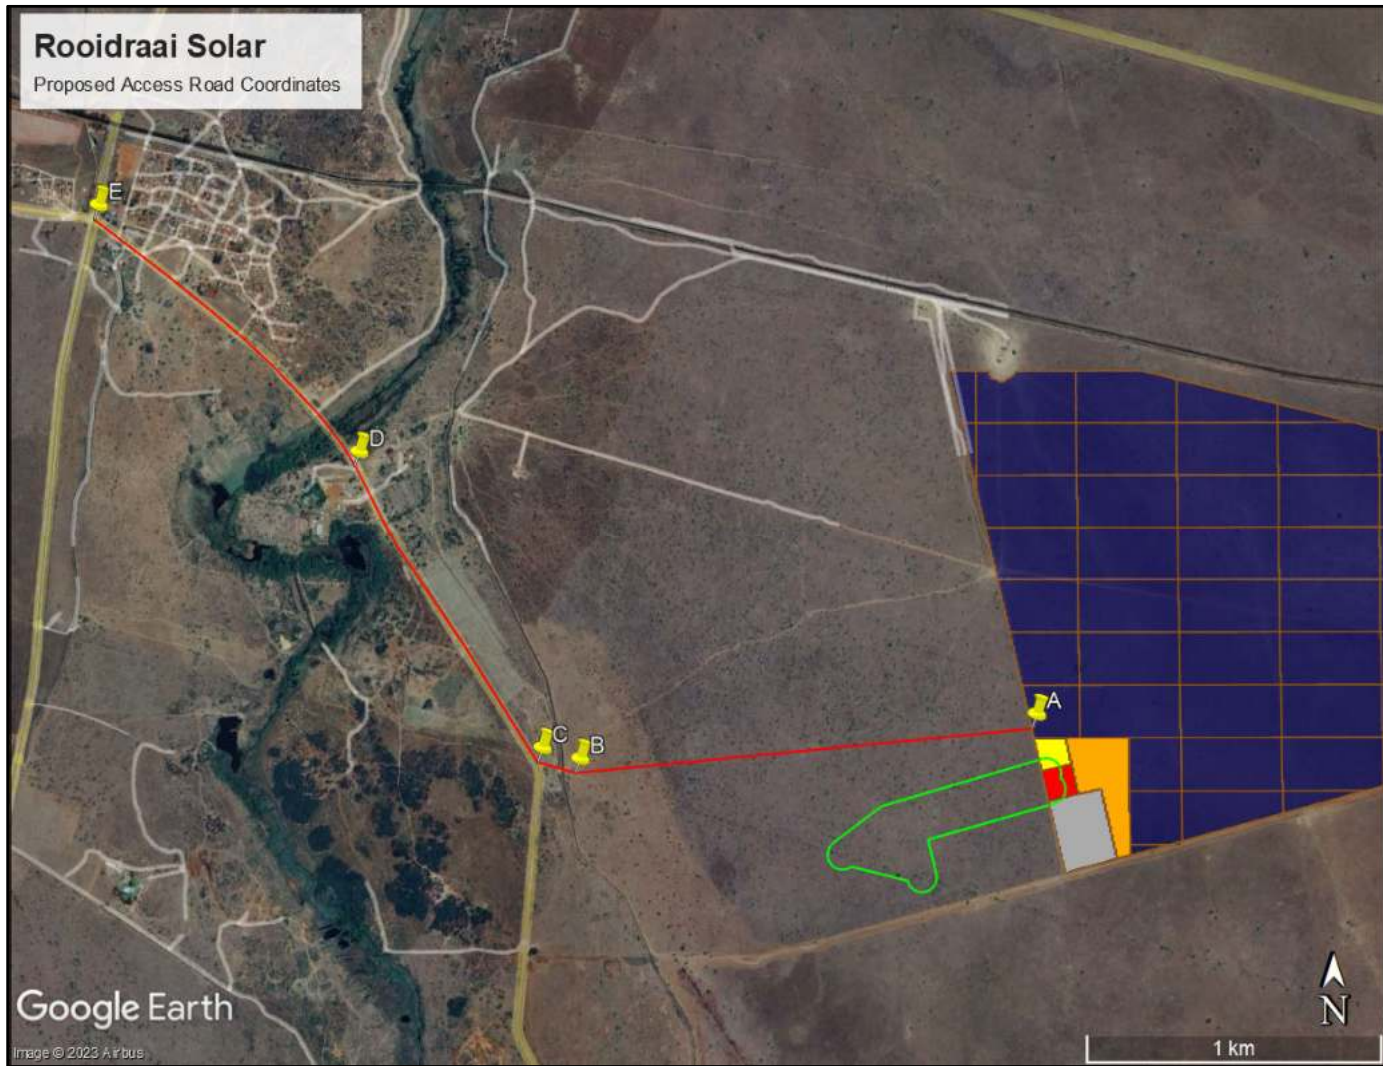 Rooidraai Solar
Proposed Access Road Coordinates
E
D
A
C
B
Google Earth
N
1 km
Image © 2023 Airbus